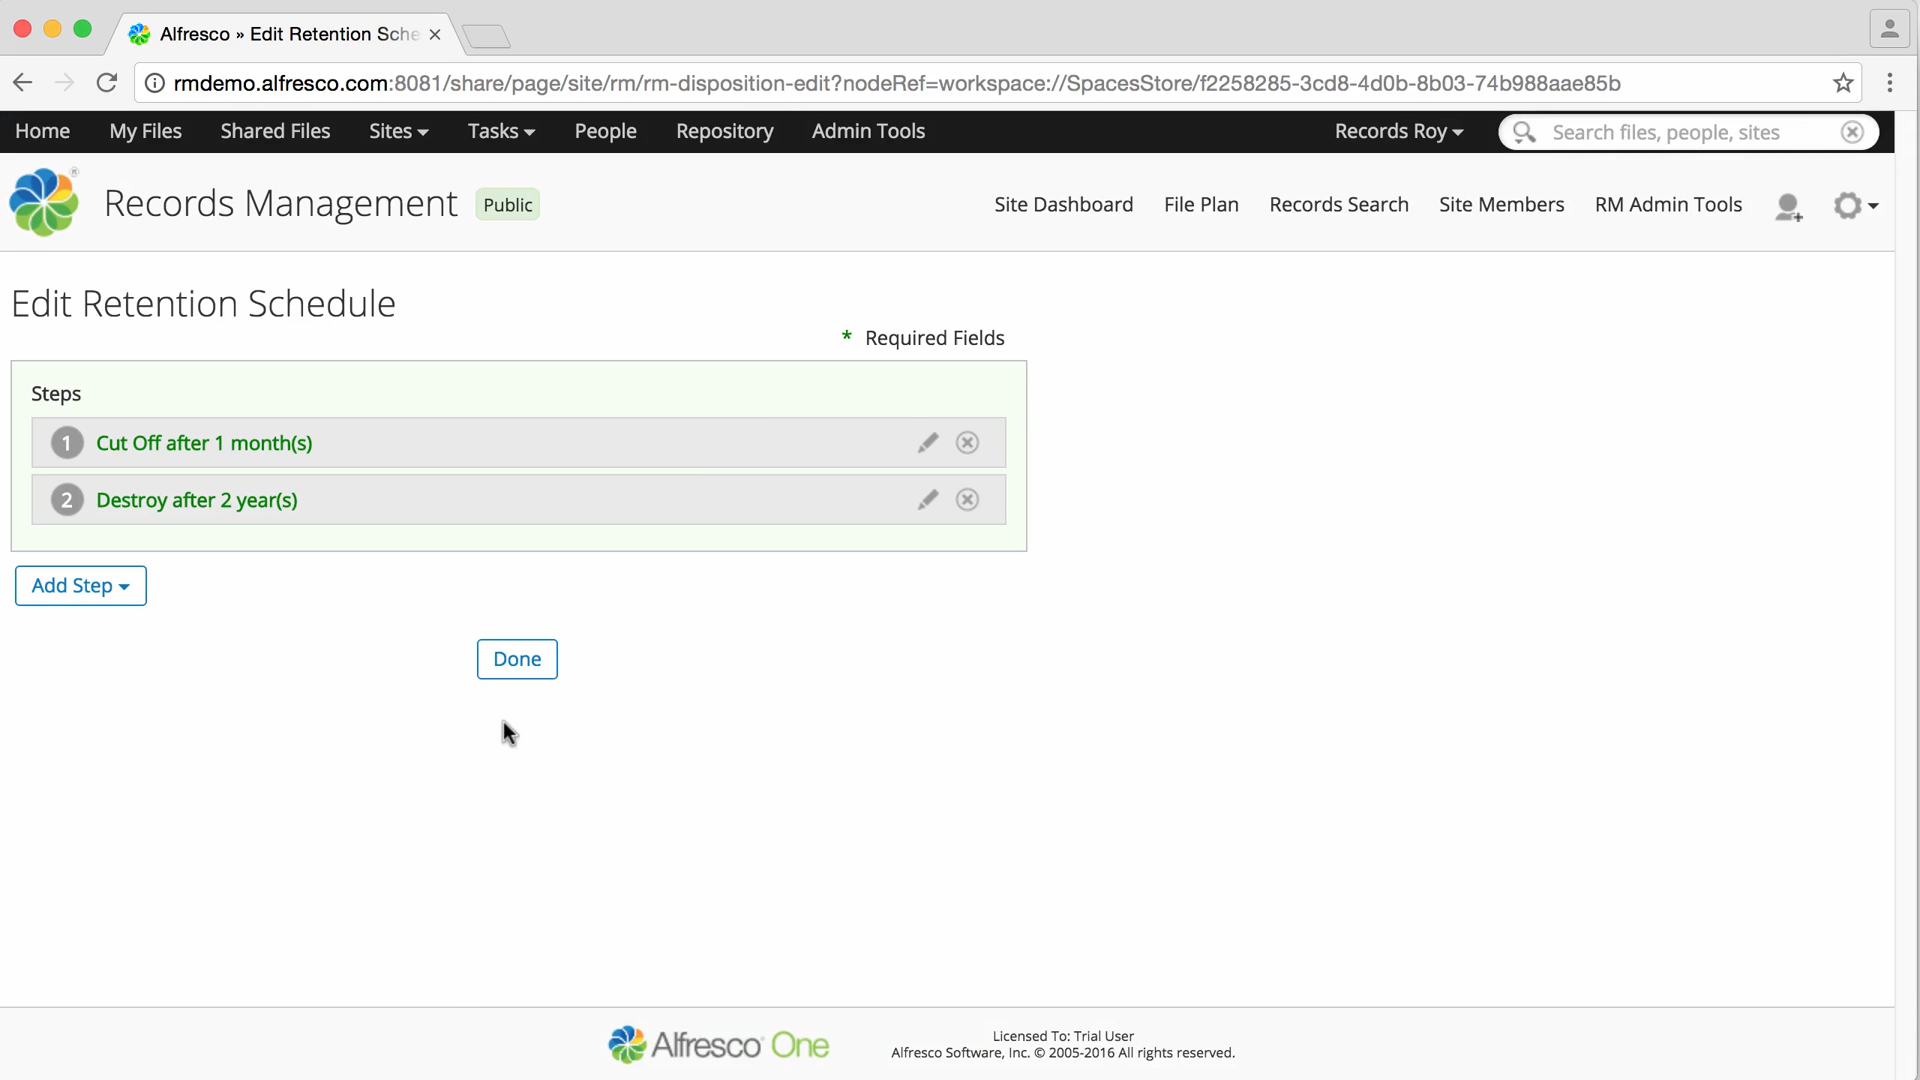 Alfresco » Edit Retention Sche
rmdemo.alfresco.com:8081/share/page/site/rm/rm-disposition-edit?nodeRef=workspace://SpacesStore/f2258285-3cd8-4d0b-8b03-74b988aae85b
Home My Files Shared Files Sites Tasks People Repository Admin Tools Records Roy Search files, people, sites
Records Management Public Site Dashboard File Plan Records Search Site Members RM Admin Tools
Edit Retention Schedule
* Required Fields
Steps
1 Cut Off after 1 month(s)
2 Destroy after 2 year(s)
Add Step
Done
Alfresco One
Licensed To: Trial User
Alfresco Software, Inc. © 2005-2016 All rights reserved.